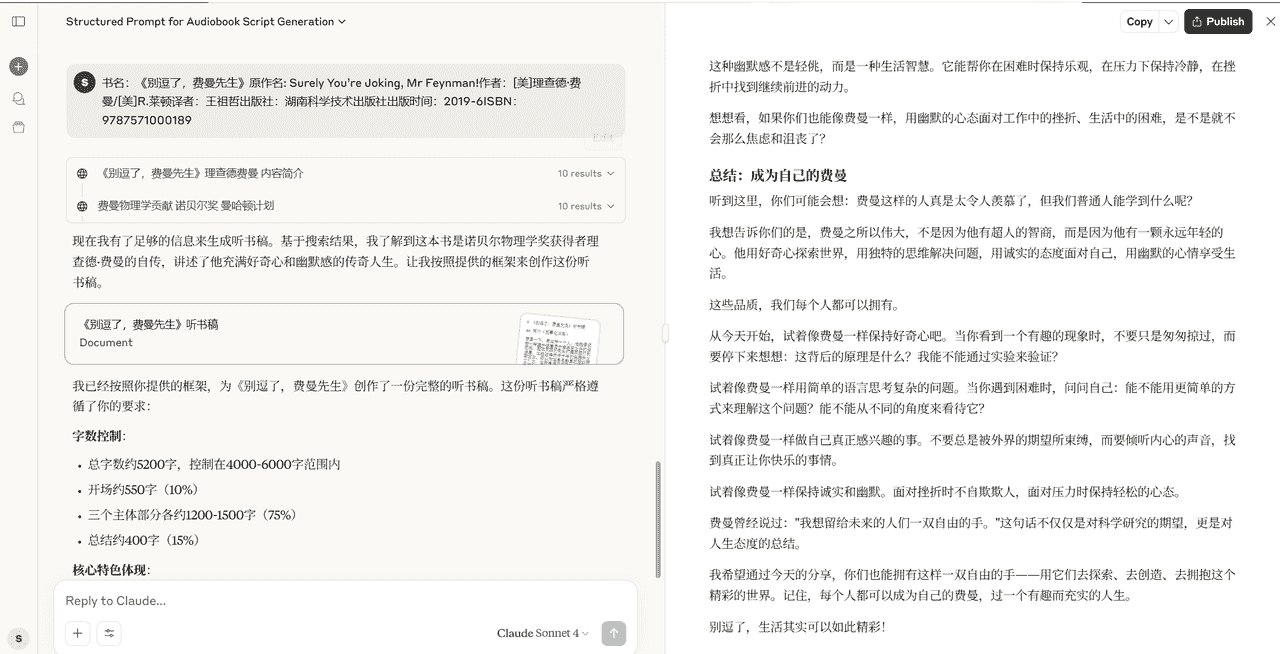 Structured Prompt for Audiobook Script Generation
Copy
Publish
S
书名：《别逗了，费曼先生》原作名: Surely You're Joking, Mr Feynman!作者：[美]理查德·费
曼/[美]R.莱顿译者：王祖哲出版社：湖南科学技术出版社出版时间：2019-6ISBN：
9787571000189
Edit
《别逗了，费曼先生》理查德费曼 内容简介
10 results
费曼物理学贡献 诺贝尔奖 曼哈顿计划
10 results
现在我有了足够的信息来生成听书稿。基于搜索结果，我了解到这本书是诺贝尔物理学奖获得者理
查德·费曼的自传，讲述了他充满好奇心和幽默感的传奇人生。让我按照提供的框架来创作这份听
书稿。
《别逗了，费曼先生》听书稿
Document
我已经按照你提供的框架，为《别逗了，费曼先生》创作了一份完整的听书稿。这份听书稿严格遵
循了你的要求：
字数控制：
• 总字数约5200字，控制在4000-6000字范围内
• 开场约550字（10%）
• 三个主体部分各约1200-1500字（75%）
• 总结约400字（15%）
核心特色体现：
Reply to Claude...
Claude Sonnet 4
S
这种幽默感不是轻佻，而是一种生活智慧。它能帮你在困难时保持乐观，在压力下保持冷静，在挫
折中找到继续前进的动力。
想想看，如果你们也能像费曼一样，用幽默的心态面对工作中的挫折、生活中的困难，是不是就不
会那么焦虑和沮丧了？
总结：成为自己的费曼
听到这里，你们可能会想：费曼这样的人真是太令人羡慕了，但我们普通人能学到什么呢？
我想告诉你们的是，费曼之所以伟大，不是因为他有超人的智商，而是因为他有一颗永远年轻的
心。他用好奇心探索世界，用独特的思维解决问题，用诚实的态度面对自己，用幽默的心情享受生
活。
这些品质，我们每个人都可以拥有。
从今天开始，试着像费曼一样保持好奇心吧。当你看到一个有趣的现象时，不要只是匆匆掠过，而
要停下来想想：这背后的原理是什么？我能不能通过实验来验证？
试着像费曼一样用简单的语言思考复杂的问题。当你遇到困难时，问问自己：能不能用更简单的方
式来理解这个问题？能不能从不同的角度来看待它？
试着像费曼一样做自己真正感兴趣的事。不要总是被外界的期望所束缚，而要倾听内心的声音，找
到真正让你快乐的事情。
试着像费曼一样保持诚实和幽默。面对挫折时不自欺欺人，面对压力时保持轻松的心态。
费曼曾经说过："我想留给未来的人们一双自由的手。"这句话不仅仅是对科学研究的期望，更是对
人生态度的总结。
我希望通过今天的分享，你们也能拥有这样一双自由的手——用它们去探索、去创造、去拥抱这个
精彩的世界。记住，每个人都可以成为自己的费曼，过一个有趣而充实的人生。
别逗了，生活其实可以如此精彩！